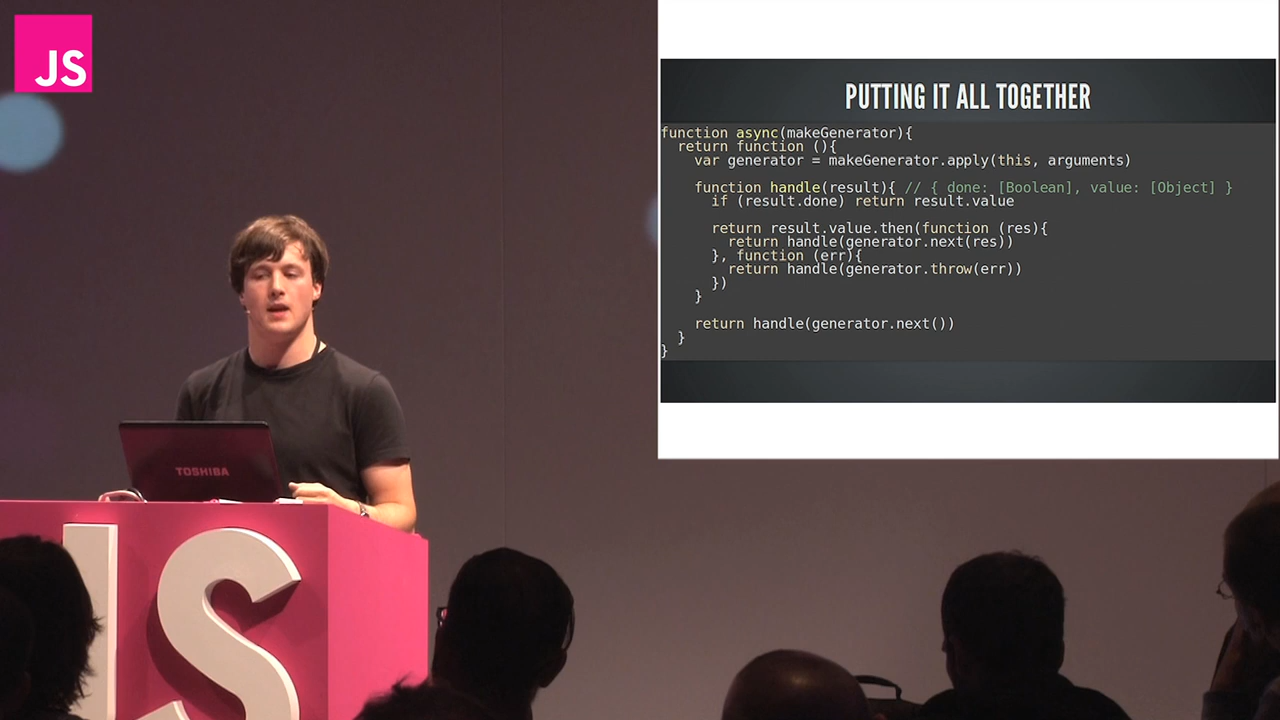 JS
PUTTING IT ALL TOGETHER
function async(makeGenerator){
  return function (){
    var generator = makeGenerator.apply(this, arguments)
    function handle(result){ // { done: [Boolean], value: [Object] }
      if (result.done) return result.value
      return result.value.then(function (res){
        return handle(generator.next(res))
      }, function (err){
        return handle(generator.throw(err))
      })
    }
    return handle(generator.next())
  }
}
TOSHIBA
JS